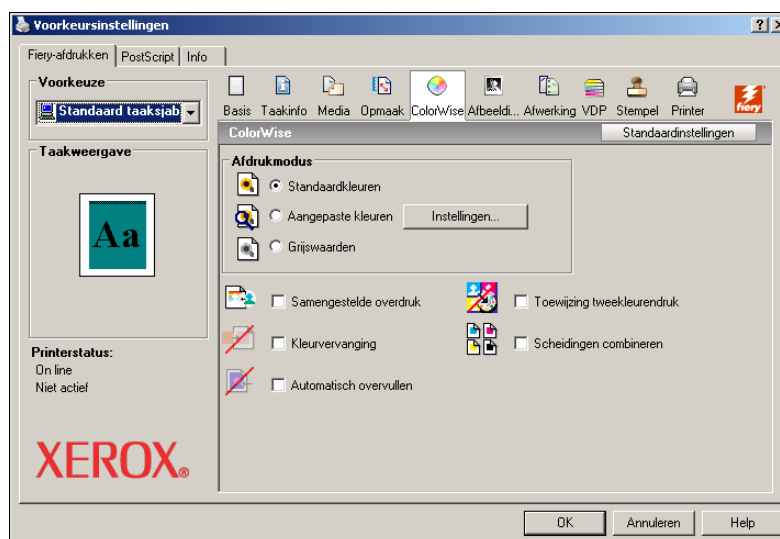 Voorkeursinstellingen
Fiery-afdrukken PostScript Info
Voorkeuze
Standaard taaksjab
Taakweergave
Aa
Printerstatus:
On line
Niet actief
XEROX®
Basis Taakinfo Media Opmaak ColorWise Afbeeldi... Afwerking VDP Stempel Printer
fiery
ColorWise Standaardinstellingen
Afdrukmodus
Standaardkleuren
Aangepaste kleuren Instellingen...
Grijswaarden
Samengestelde overdruk Toewijzing tweekleurendruk
Kleurvervanging Scheidingen combineren
Automatisch overvullen
OK Annuleren Help